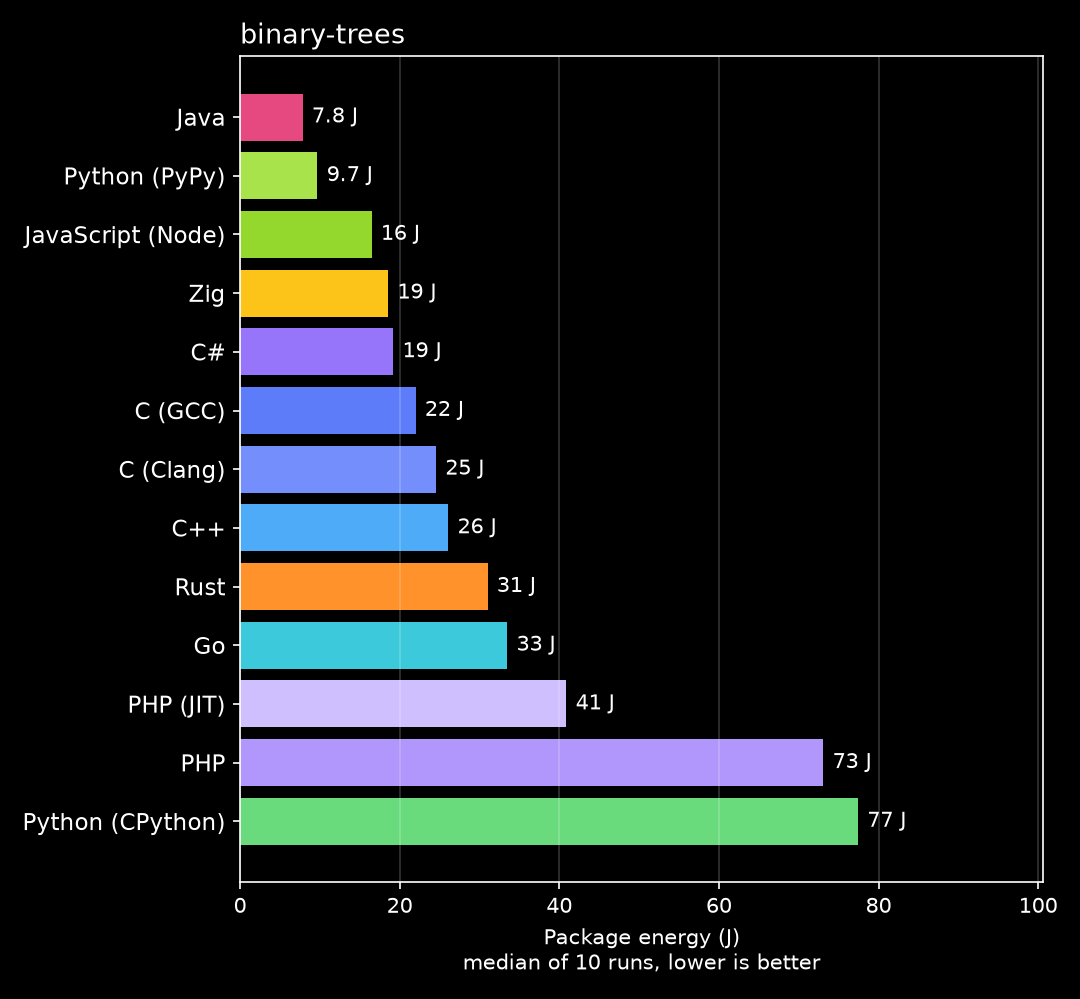 binary-trees
Java 7.8 J
Python (PyPy) 9.7 J
JavaScript (Node) 16 J
Zig 19 J
C# 19 J
C (GCC) 22 J
C (Clang) 25 J
C++ 26 J
Rust 31 J
Go 33 J
PHP (JIT) 41 J
PHP 73 J
Python (CPython) 77 J
0 20 40 60 80 100
Package energy (J)
median of 10 runs, lower is better